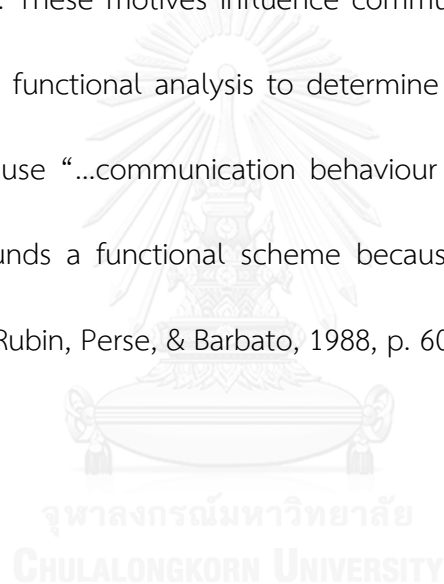 . These motives influence commu
functional analysis to determine
use “...communication behaviour
unds a functional scheme becaus
Rubin, Perse, & Barbato, 1988, p. 60
จุฬาลงกรณ์มหาวิทยาลัย
CHULALONGKORN UNIVERSITY